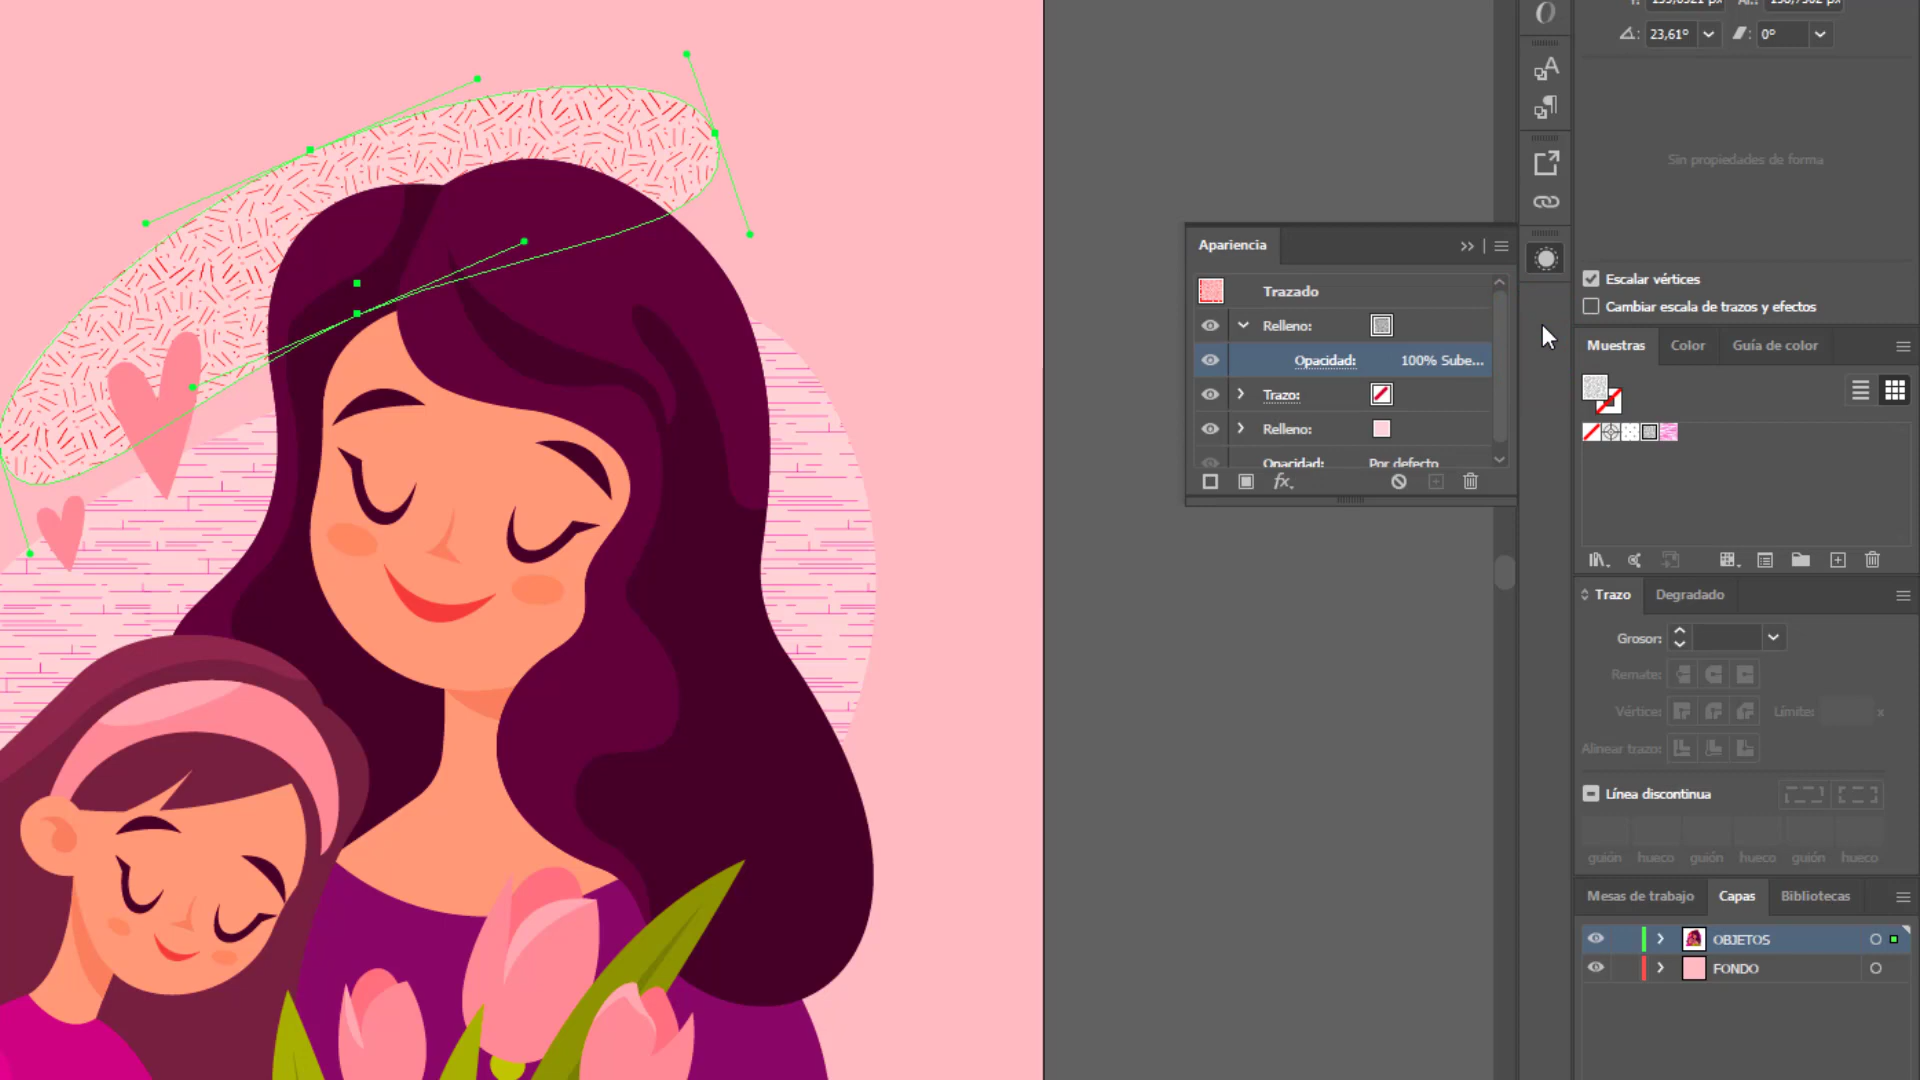 23,61°
0°
Sin propiedades de forma
Escalar vértices
Cambiar escala de trazos y efectos
Apariencia
Trazado
Relleno:
Opacidad: 100% Sube...
Trazo:
Relleno:
Opacidad: Por defecto
fx
Muestras Color Guía de color
Trazo Degradado
Grosor:
Remate:
Vértice: Límite: x
Alinear trazo:
Línea discontinua
guión hueco guión hueco guión hueco
Mesas de trabajo Capas Bibliotecas
OBJETOS
FONDO